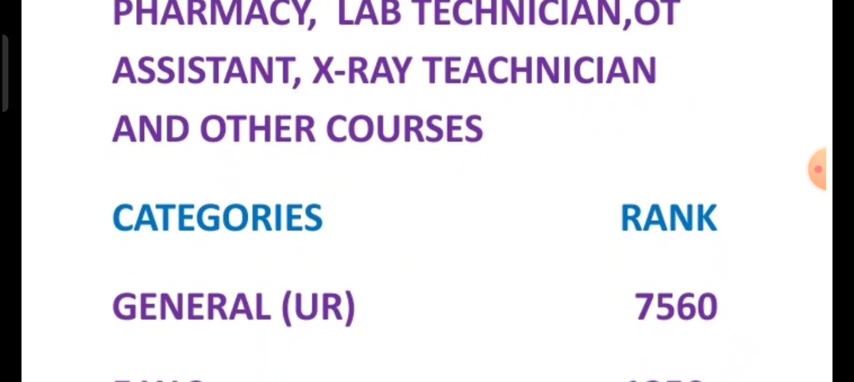 PHARMACY, LAB TECHNICIAN,OT
ASSISTANT, X-RAY TEACHNICIAN
AND OTHER COURSES
CATEGORIES RANK
GENERAL (UR) 7560